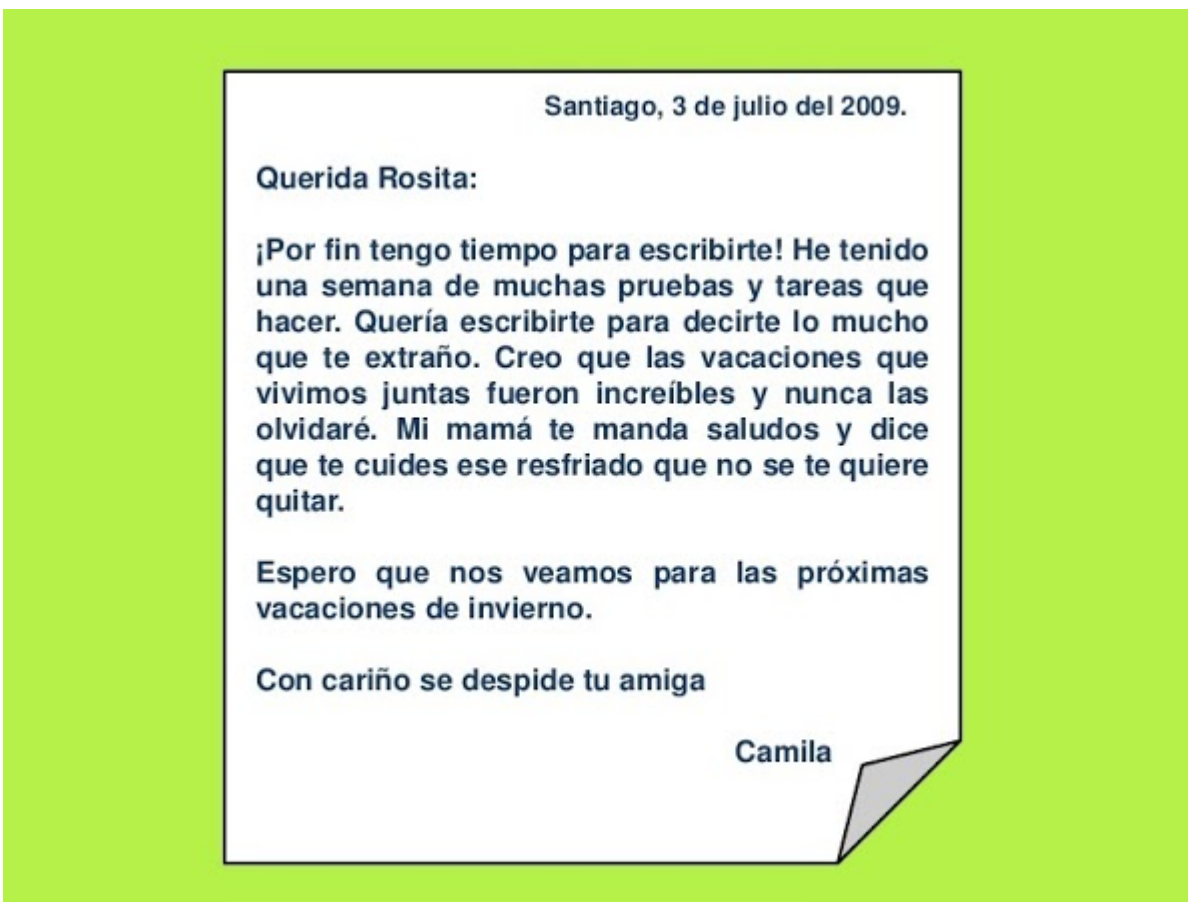 Santiago, 3 de julio del 2009.
Querida Rosita:
¡Por fin tengo tiempo para escribirte! He tenido
una semana de muchas pruebas y tareas que
hacer. Quería escribirte para decirte lo mucho
que te extraño. Creo que las vacaciones que
vivimos juntas fueron increíbles y nunca las
olvidaré. Mi mamá te manda saludos y dice
que te cuides ese resfriado que no se te quiere
quitar.
Espero que nos veamos para las próximas
vacaciones de invierno.
Con cariño se despide tu amiga
Camila